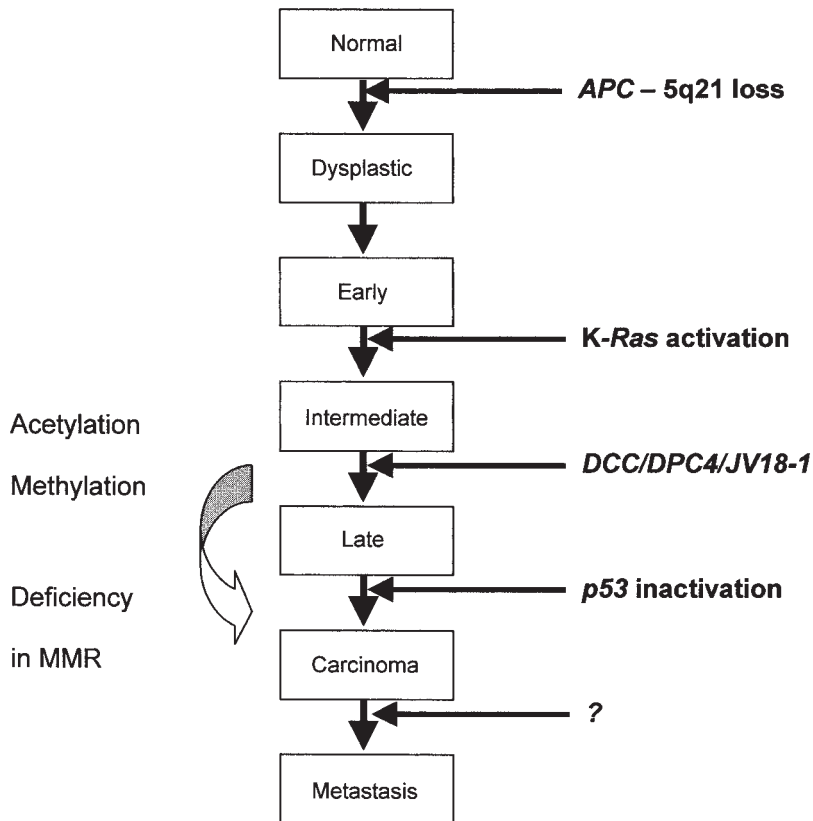 Normal
APC – 5q21 loss
Dysplastic
Early
K-Ras activation
Intermediate
Acetylation
DCC/DPC4/JV18-1
Methylation
Late
p53 inactivation
Deficiency
in MMR
Carcinoma
?
Metastasis